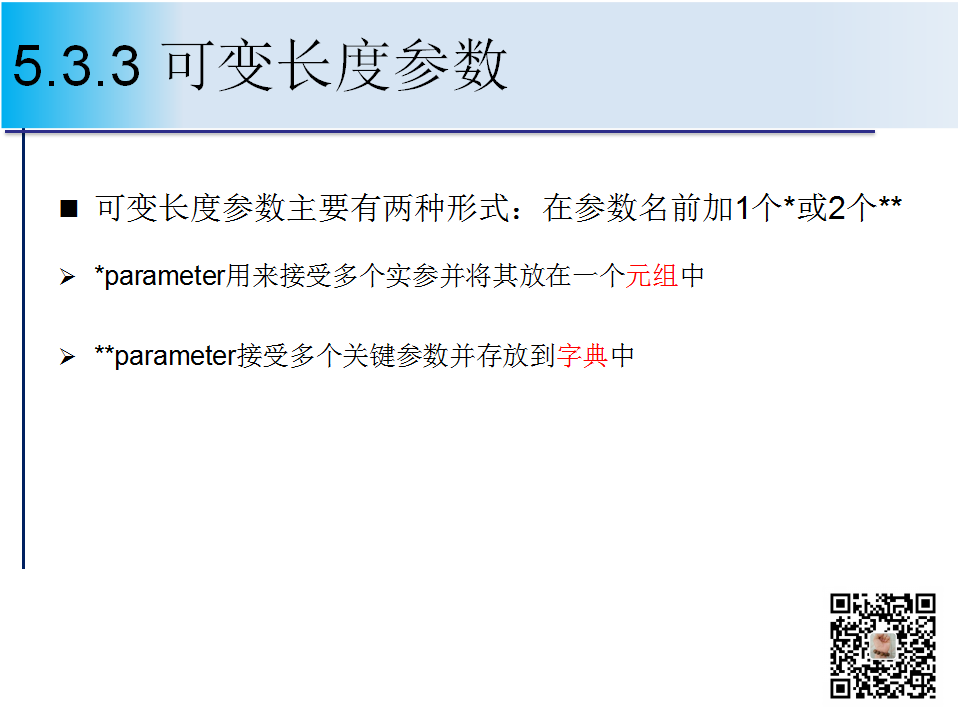 5.3.3 可变长度参数
可变长度参数主要有两种形式：在参数名前加1个*或2个**
*parameter用来接受多个实参并将其放在一个元组中
**parameter接受多个关键参数并存放到字典中